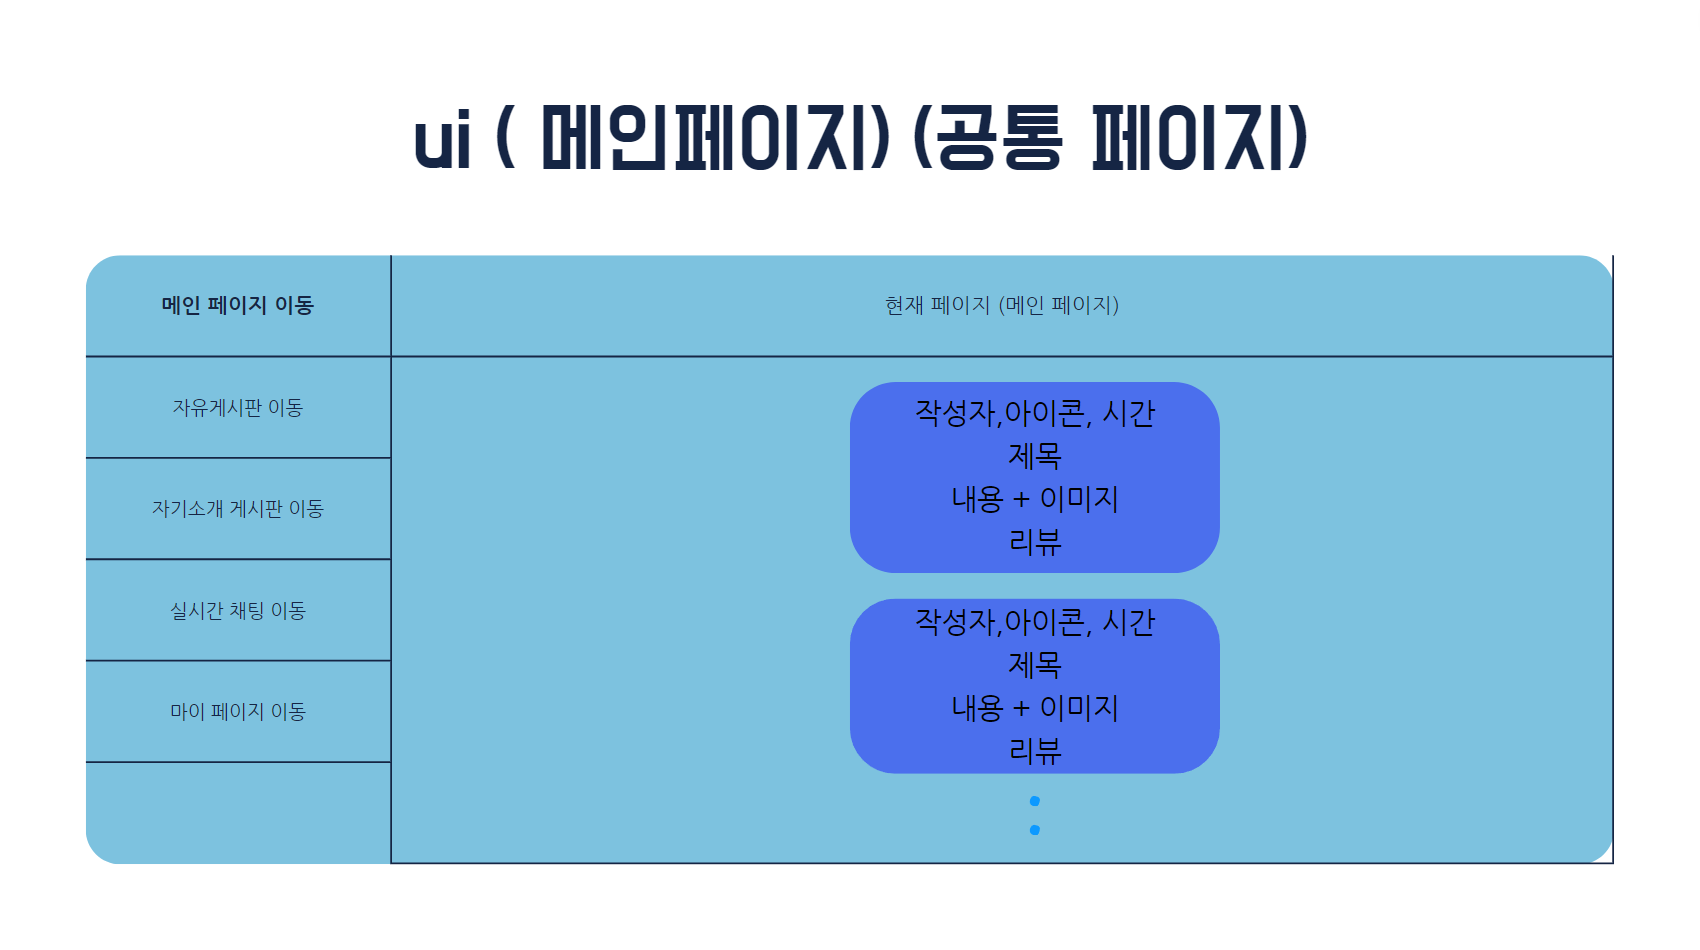 ui ( 메인페이지) (공통 페이지)
메인 페이지 이동
현재 페이지 (메인 페이지)
자유게시판 이동
자기소개 게시판 이동
실시간 채팅 이동
마이 페이지 이동
작성자,아이콘, 시간
제목
내용 + 이미지
리뷰
작성자,아이콘, 시간
제목
내용 + 이미지
리뷰